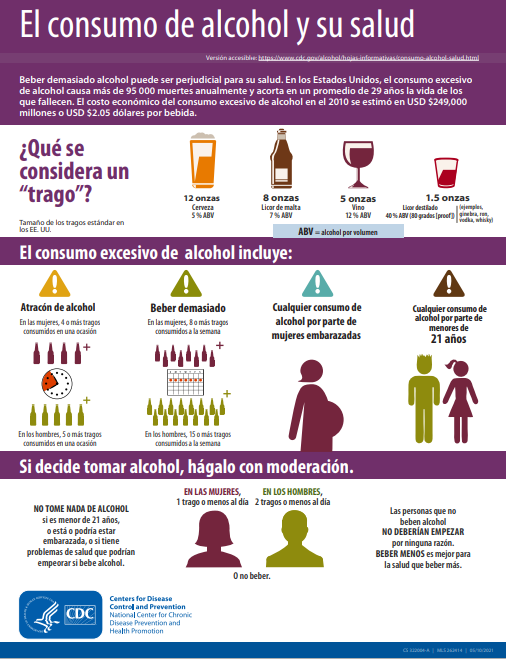 El consumo de alcohol y su salud
Versión accesible: https://www.cdc.gov/alcohol/hojas-informativas/consumo-alcohol-salud.html
Beber demasiado alcohol puede ser perjudicial para su salud. En los Estados Unidos, el consumo excesivo
de alcohol causa más de 95 000 muertes anualmente y acorta en un promedio de 29 años la vida de los
que fallecen. El costo económico del consumo excesivo de alcohol en el 2010 se estimó en USD $249,000
millones o USD $2.05 dólares por bebida.
¿Qué se
considera un
“trago”?
Tamaño de los tragos estándar en
los EE. UU.
12 onzas
Cerveza
5 % ABV
8 onzas
Licor de malta
7 % ABV
5 onzas
Vino
12 % ABV
1.5 onzas
Licor destilado
40 % ABV [80 grados [proof])
(ejemplos,
ginebra, ron,
vodka, whisky)
ABV = alcohol por volumen
El consumo excesivo de alcohol incluye:
Atracón de alcohol
En las mujeres, 4 o más tragos
consumidos en una ocasión
+
+
En los hombres, 5 o más tragos
consumidos en una ocasión
Beber demasiado
En las mujeres, 8 o más tragos
consumidos a la semana
+
+
En los hombres, 15 o más tragos
consumidos a la semana
Cualquier consumo de
alcohol por parte de
mujeres embarazadas
Cualquier consumo de
alcohol por parte de
menores de
21 años
Si decide tomar alcohol, hágalo con moderación.
NO TOME NADA DE ALCOHOL
si es menor de 21 años,
o está o podría estar
embarazada, o si tiene
problemas de salud que podrían
empeorar si bebe alcohol.
EN LAS MUJERES,
1 trago o menos al día
EN LOS HOMBRES,
2 tragos o menos al día
O no beber.
Las personas que no
beben alcohol
NO DEBERÍAN EMPEZAR
por ninguna razón.
BEBER MENOS es mejor para
la salud que beber más.
CDC
Centers for Disease
Control and Prevention
National Center for Chronic
Disease Prevention and
Health Promotion
05/10/2021